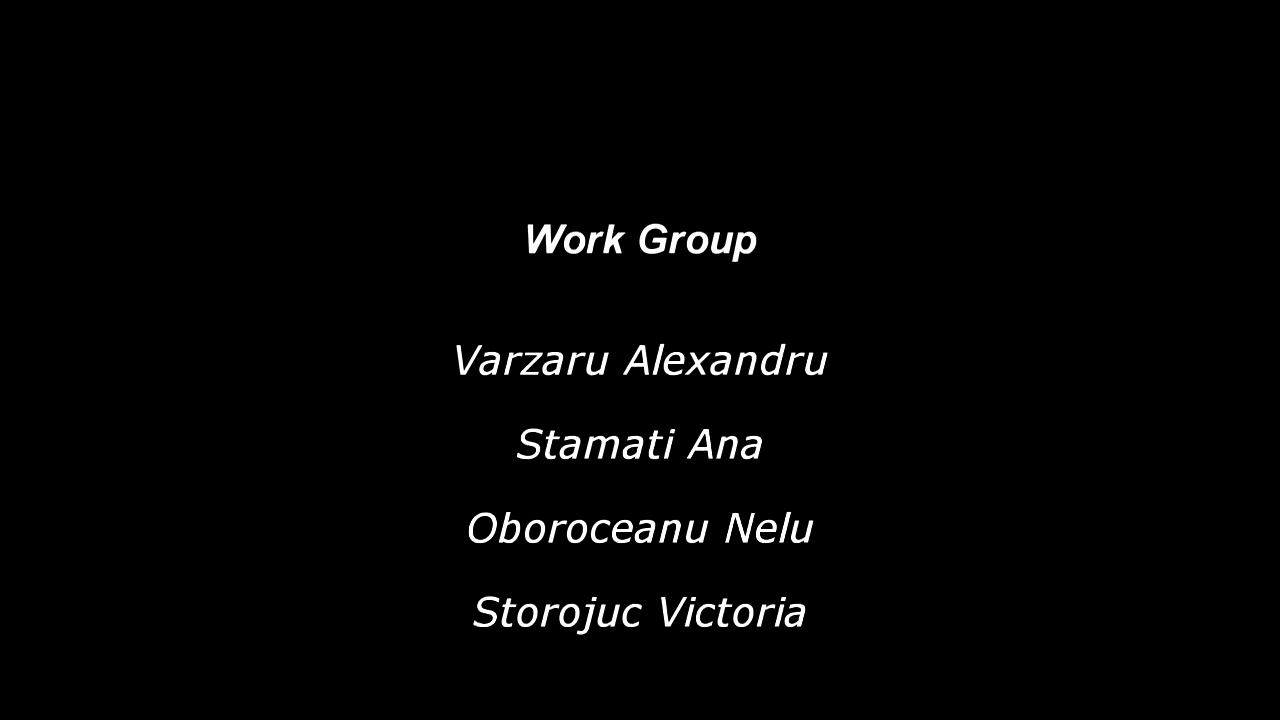 Work Group
Varzaru Alexandru
Stamati Ana
Oboroceanu Nelu
Storojuc Victoria